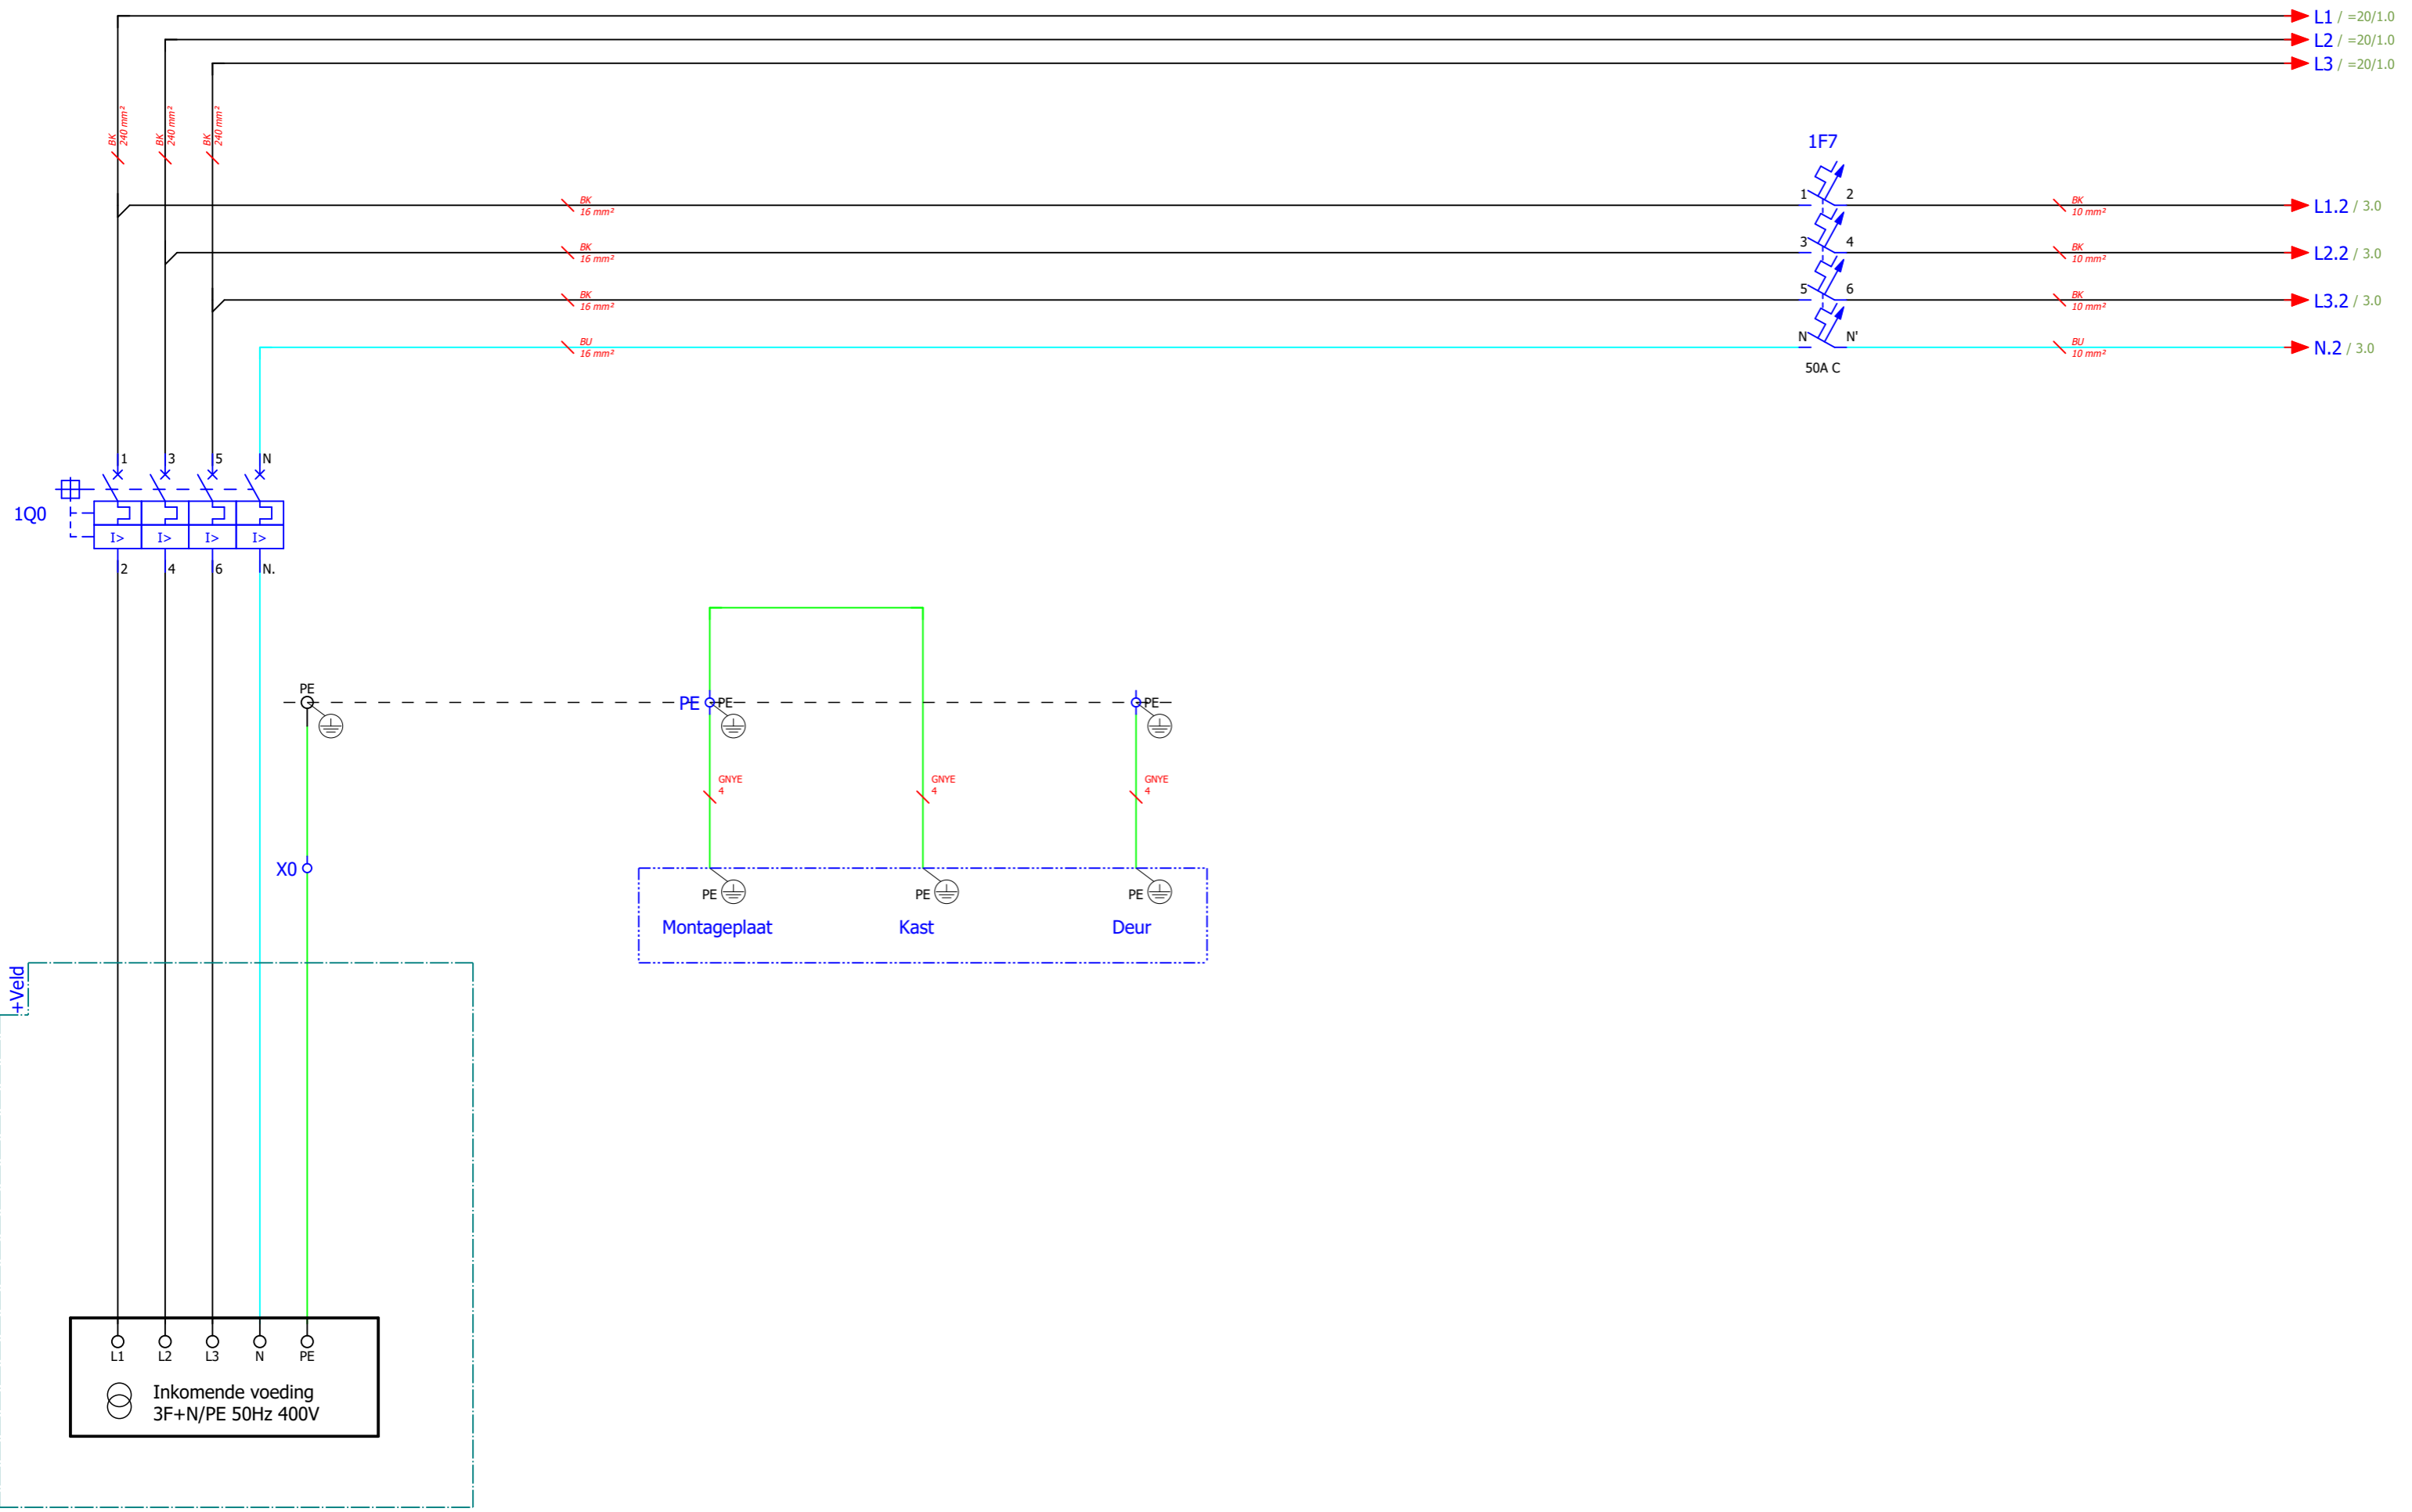 L1 / =20/1.0
L2 / =20/1.0
L3 / =20/1.0
BK
240 mm²
BK
240 mm²
BK
240 mm²
1F7
BK
16 mm²
1
2
BK
10 mm²
L1.2 / 3.0
BK
16 mm²
3
4
BK
10 mm²
L2.2 / 3.0
BK
16 mm²
5
6
BK
10 mm²
L3.2 / 3.0
BU
16 mm²
N
N'
BU
10 mm²
N.2 / 3.0
50A C
1
3
5
N
1Q0
I>
I>
I>
I>
2
4
6
N.
PE
PE
PE
PE
GNYE
4
GNYE
4
GNYE
4
X0
PE
PE
PE
Montageplaat
Kast
Deur
+Veld
L1
L2
L3
N
PE
Inkomende voeding
3F+N/PE 50Hz 400V